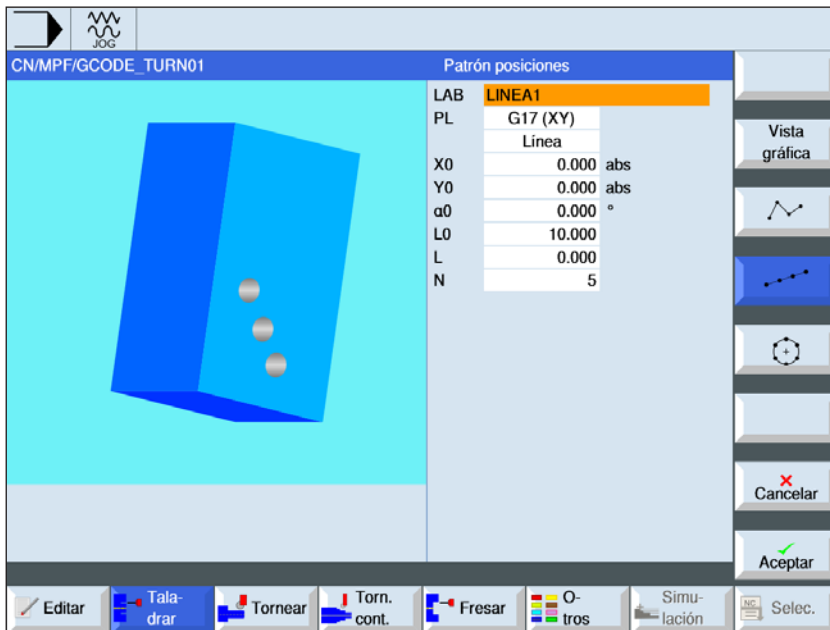 JOG
CN/MPF/GCODE_TURN01
Patrón posiciones
LAB LINEA1
PL G17 (XY)
Línea
X0 0.000 abs
Y0 0.000 abs
α0 0.000 °
L0 10.000
L 0.000
N 5
Vista
gráfica
Cancelar
Aceptar
Editar
Tala-
drar
Tornear
Torn.
cont.
Fresar
O-
tros
Simu-
lación
NC
Selec.